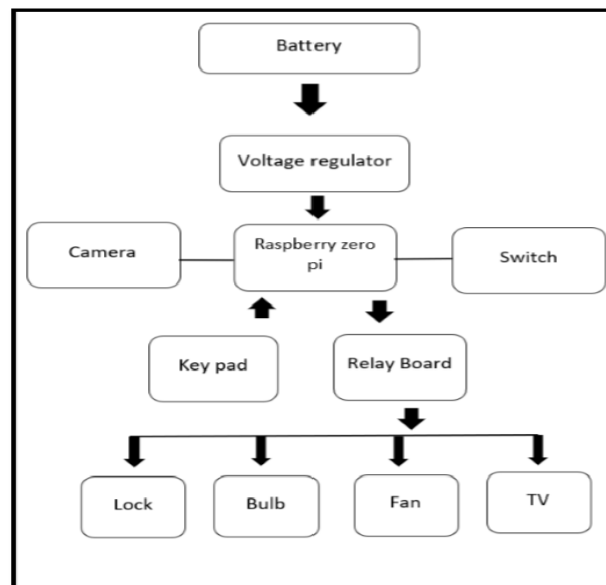 Battery
Voltage regulator
Camera
Raspberry zero
pi
Switch
Key pad
Relay Board
Lock
Bulb
Fan
TV